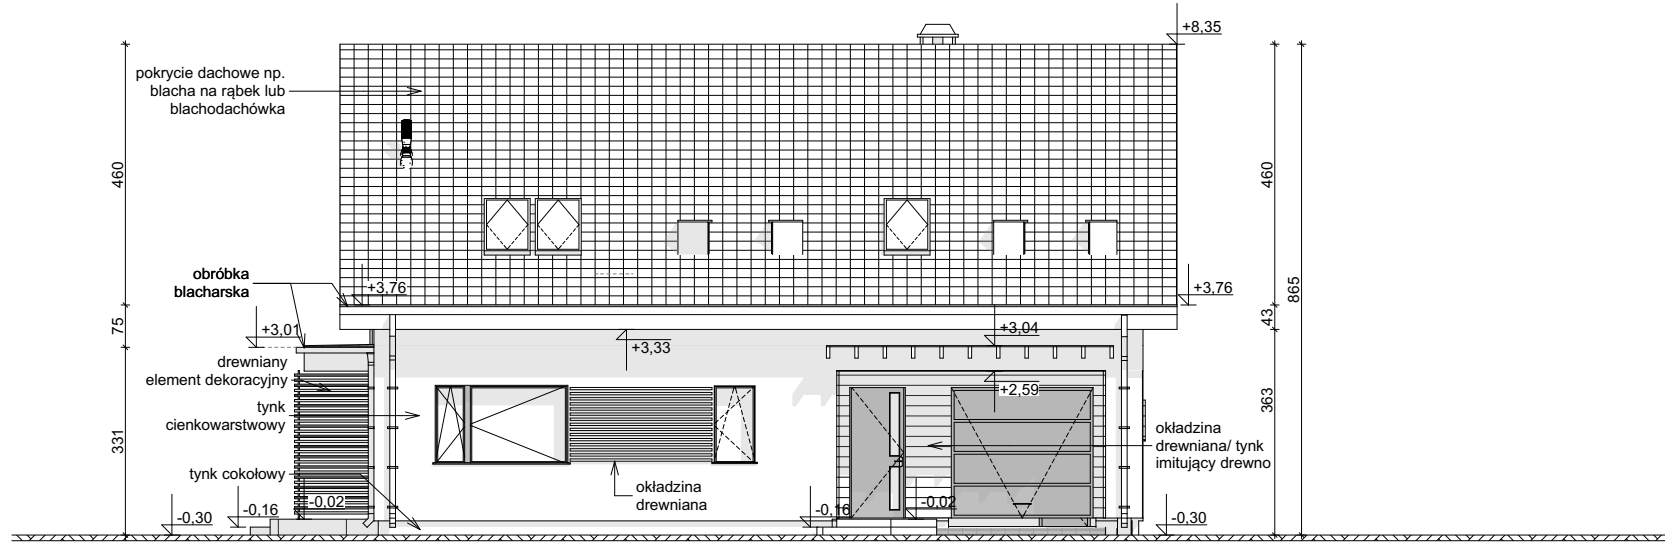 +8,35
pokrycie dachowe np.
blacha na rąbek lub
blachodachówka
460
460
865
obróbka
blacharska
+3,76
+3,76
75
43
+3,01
+3,33
+3,04
drewniany
element dekoracyjny
+2,59
363
tynk
cienkowarstwowy
331
okładzina
drewniana/ tynk
imitujący drewno
tynk cokołowy
okładzina
drewniana
-0,30
-0,16
-0,02
-0,16
-0,02
-0,30